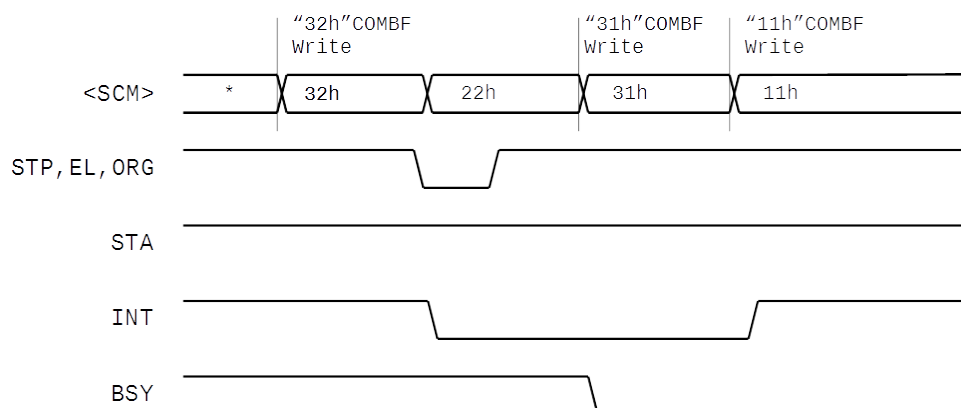 “32h”COMBF
Write
“31h”COMBF
Write
“11h”COMBF
Write
<SCM>
*
32h
22h
31h
11h
STP,EL,ORG
STA
INT
BSY